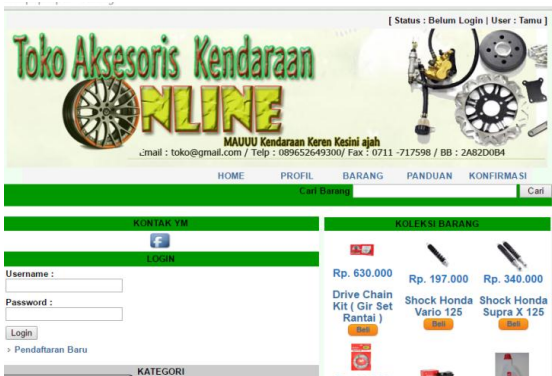 [ Status : Belum Login | User : Tamu ]
Toko Aksesoris Kendaraan
ONLINE
MAUUU Kendaraan Keren Kesini ajah
Email : toko@gmail.com / Telp : 089652649300/ Fax : 0711 -717598 / BB : 2A82D0B4
HOME PROFIL BARANG PANDUAN KONFIRMASI
Cari Barang Cari
KONTAK YM
LOGIN
Username :
Password :
Login
» Pendaftaran Baru
KATEGORI
KOLEKSI BARANG
Rp. 630.000
Drive Chain
Kit ( Gir Set
Rantai )
Beli
Rp. 197.000
Shock Honda
Vario 125
Beli
Rp. 340.000
Shock Honda
Supra X 125
Beli